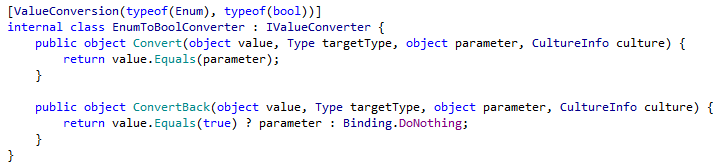 [ValueConversion(typeof(Enum), typeof(bool))]
internal class EnumToBoolConverter : IValueConverter {
    public object Convert(object value, Type targetType, object parameter, CultureInfo culture) {
        return value.Equals(parameter);
    }

    public object ConvertBack(object value, Type targetType, object parameter, CultureInfo culture) {
        return value.Equals(true) ? parameter : Binding.DoNothing;
    }
}